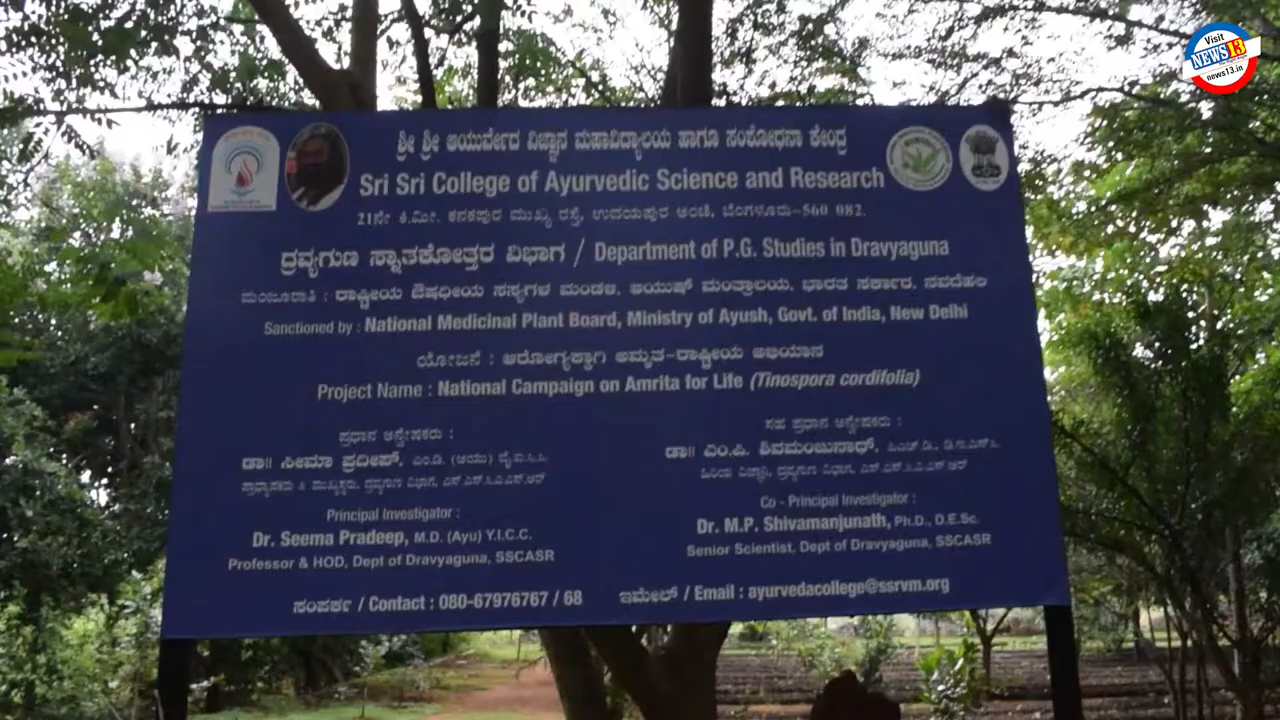 Visit
NEWS13
news13.in
ಶ್ರೀ ಶ್ರೀ ಆಯುರ್ವೇದ ವಿಜ್ಞಾನ ಮಹಾವಿದ್ಯಾಲಯ ಹಾಗೂ ಸಂಶೋಧನಾ ಕೇಂದ್ರ
Sri Sri College of Ayurvedic Science and Research
21ನೇ ಕಿ.ಮೀ. ಕನಕಪುರ ಮುಖ್ಯ ರಸ್ತೆ, ಉದಯಪುರ ಅಂಚೆ, ಬೆಂಗಳೂರು-560 082.
ದ್ರವ್ಯಗುಣ ಸ್ನಾತಕೋತ್ತರ ವಿಭಾಗ / Department of P.G. Studies in Dravyaguna
ಮಂಜೂರಾತಿ : ರಾಷ್ಟ್ರೀಯ ಔಷಧೀಯ ಸಸ್ಯಗಳ ಮಂಡಳಿ, ಆಯುಷ್ ಮಂತ್ರಾಲಯ, ಭಾರತ ಸರ್ಕಾರ, ನವದೆಹಲಿ
Sanctioned by : National Medicinal Plant Board, Ministry of Ayush, Govt. of India, New Delhi
ಯೋಜನೆ : ಆರೋಗ್ಯಕ್ಕಾಗಿ ಅಮೃತ-ರಾಷ್ಟ್ರೀಯ ಅಭಿಯಾನ
Project Name : National Campaign on Amrita for Life (Tinospora cordifolia)
ಪ್ರಧಾನ ಅನ್ವೇಷಕರು :
ಡಾ|| ಸೀಮಾ ಪ್ರದೀಪ್, ಎಂ.ಡಿ. (ಆಯು) ವೈ.ಐ.ಸಿ.ಸಿ.
ಪ್ರಾಧ್ಯಾಪಕರು & ಮುಖ್ಯಸ್ಥರು, ದ್ರವ್ಯಗುಣ ವಿಭಾಗ, ಎಸ್.ಎಸ್.ಸಿ.ಎ.ಎಸ್.ಆರ್
Principal Investigator :
Dr. Seema Pradeep, M.D. (Ayu) Y.I.C.C.
Professor & HOD, Dept of Dravyaguna, SSCASR
ಸಹ ಪ್ರಧಾನ ಅನ್ವೇಷಕರು :
ಡಾ|| ಎಂ.ಪಿ. ಶಿವಮಂಜುನಾಥ್, ಪಿಎಚ್.ಡಿ., ಡಿ.ಇ.ಎಸ್‌ಸಿ.
ಹಿರಿಯ ವಿಜ್ಞಾನಿ, ದ್ರವ್ಯಗುಣ ವಿಭಾಗ, ಎಸ್.ಎಸ್.ಸಿ.ಎ.ಎಸ್.ಆರ್
Co - Principal Investigator :
Dr. M.P. Shivamanjunath, Ph.D., D.E.Sc.
Senior Scientist, Dept of Dravyaguna, SSCASR
ಸಂಪರ್ಕ / Contact : 080-67976767 / 68 ಇಮೇಲ್ / Email : ayurvedacollege@ssrvm.org